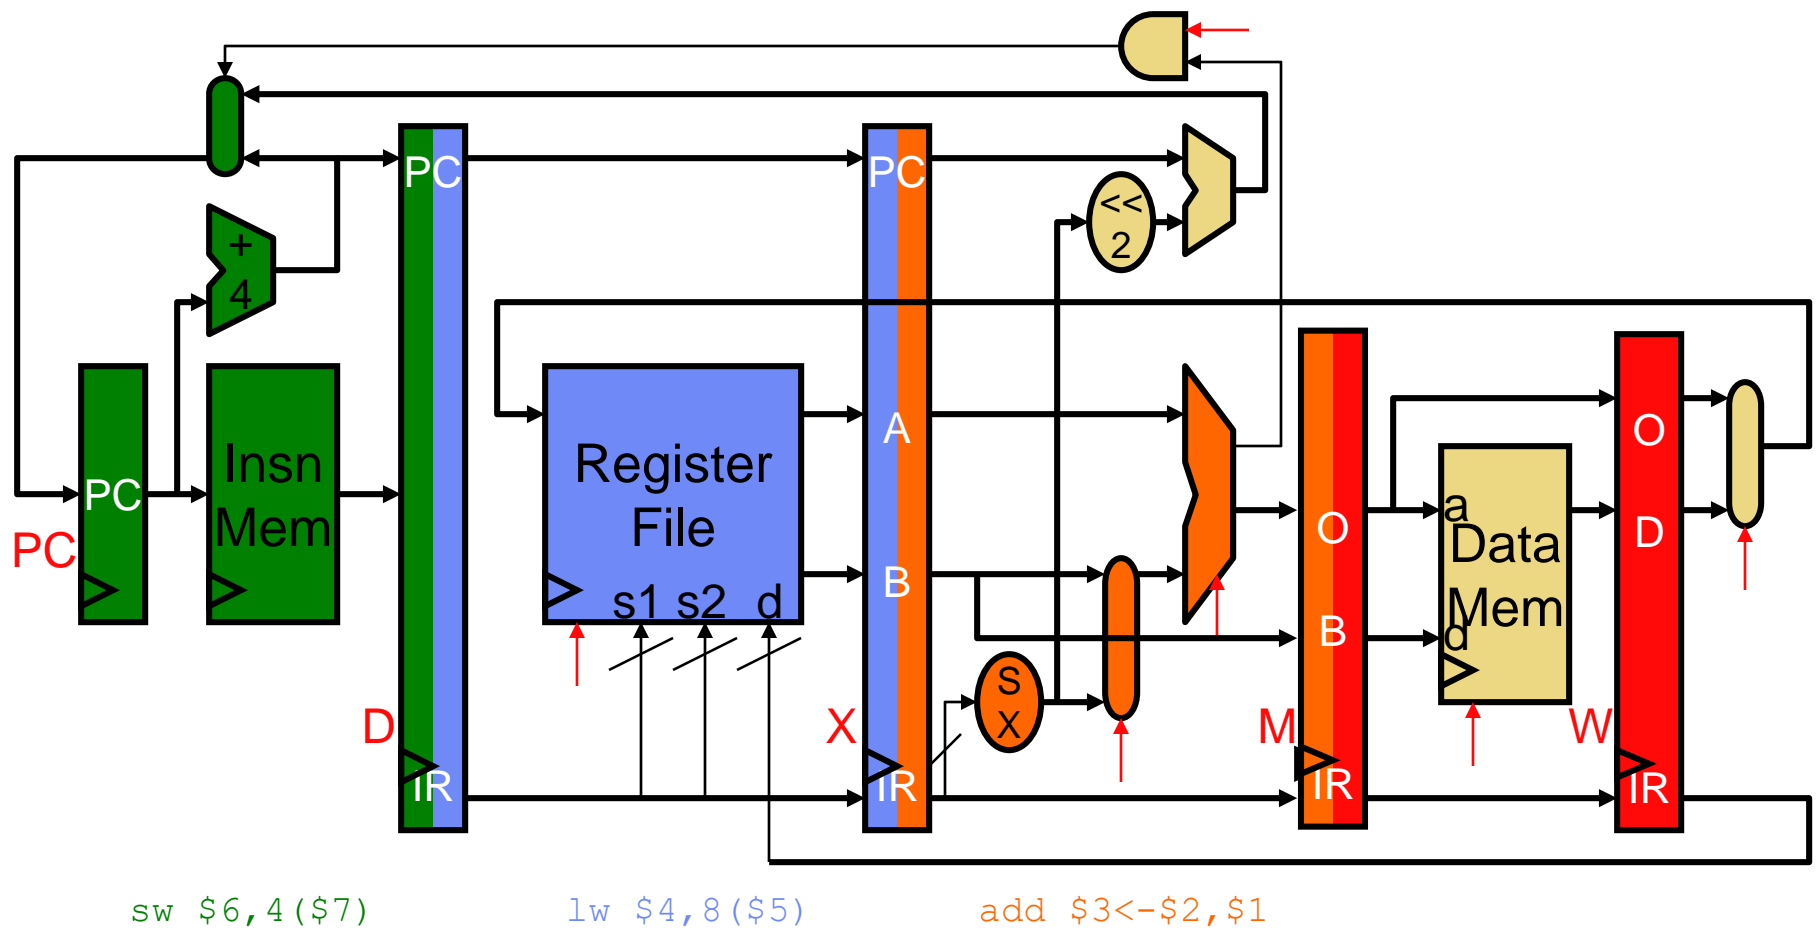 PC
PC
<<
2
+
4
A
O
Insn
Mem
Register
File
PC
PC
a
Data
Mem
d
O
D
B
B
s1 s2 d
S
X
D
X
M
W
IR
IR
IR
IR
sw $6,4($7)
lw $4,8($5)
add $3<-$2,$1